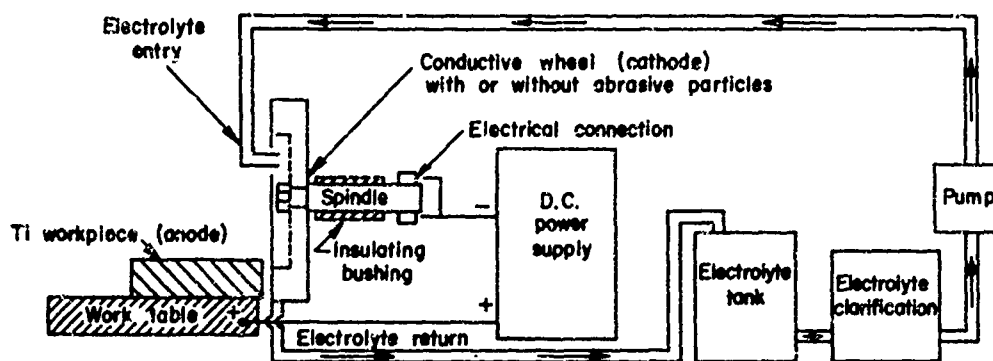 Electrolyte
entry
Conductive wheel (cathode)
with or without abrasive particles
Electrical connection
Spindle
D.C.
power
supply
−
+
Pump
Ti workpiece (anode)
Insulating
bushing
Work table
+
Electrolyte
tank
Electrolyte
clarification
Electrolyte return